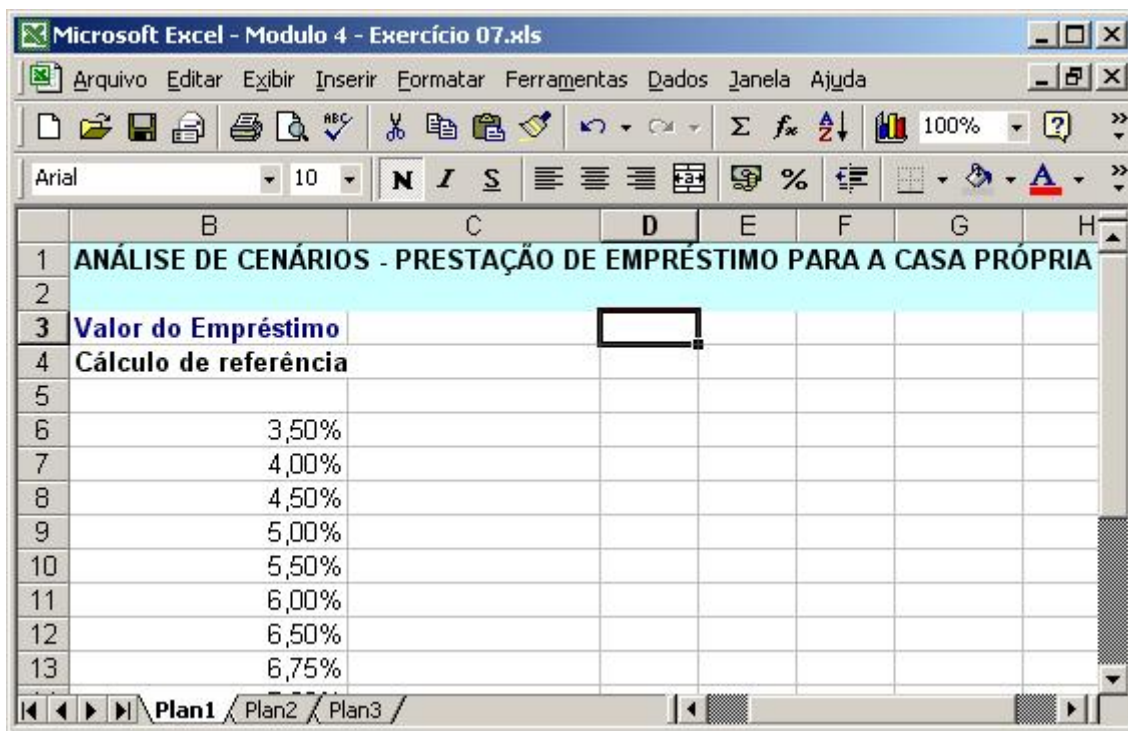 Microsoft Excel - Modulo 4 - Exercício 07.xls
Arquivo Editar Exibir Inserir Formatar Ferramentas Dados Janela Ajuda
ABC Σ fx A Z 100% ?
Arial 10 N I S a % A
B C D E F G H
1 ANÁLISE DE CENÁRIOS - PRESTAÇÃO DE EMPRÉSTIMO PARA A CASA PRÓPRIA
2
3 Valor do Empréstimo
4 Cálculo de referência
5
6 3,50%
7 4,00%
8 4,50%
9 5,00%
10 5,50%
11 6,00%
12 6,50%
13 6,75%
Plan1 Plan2 Plan3